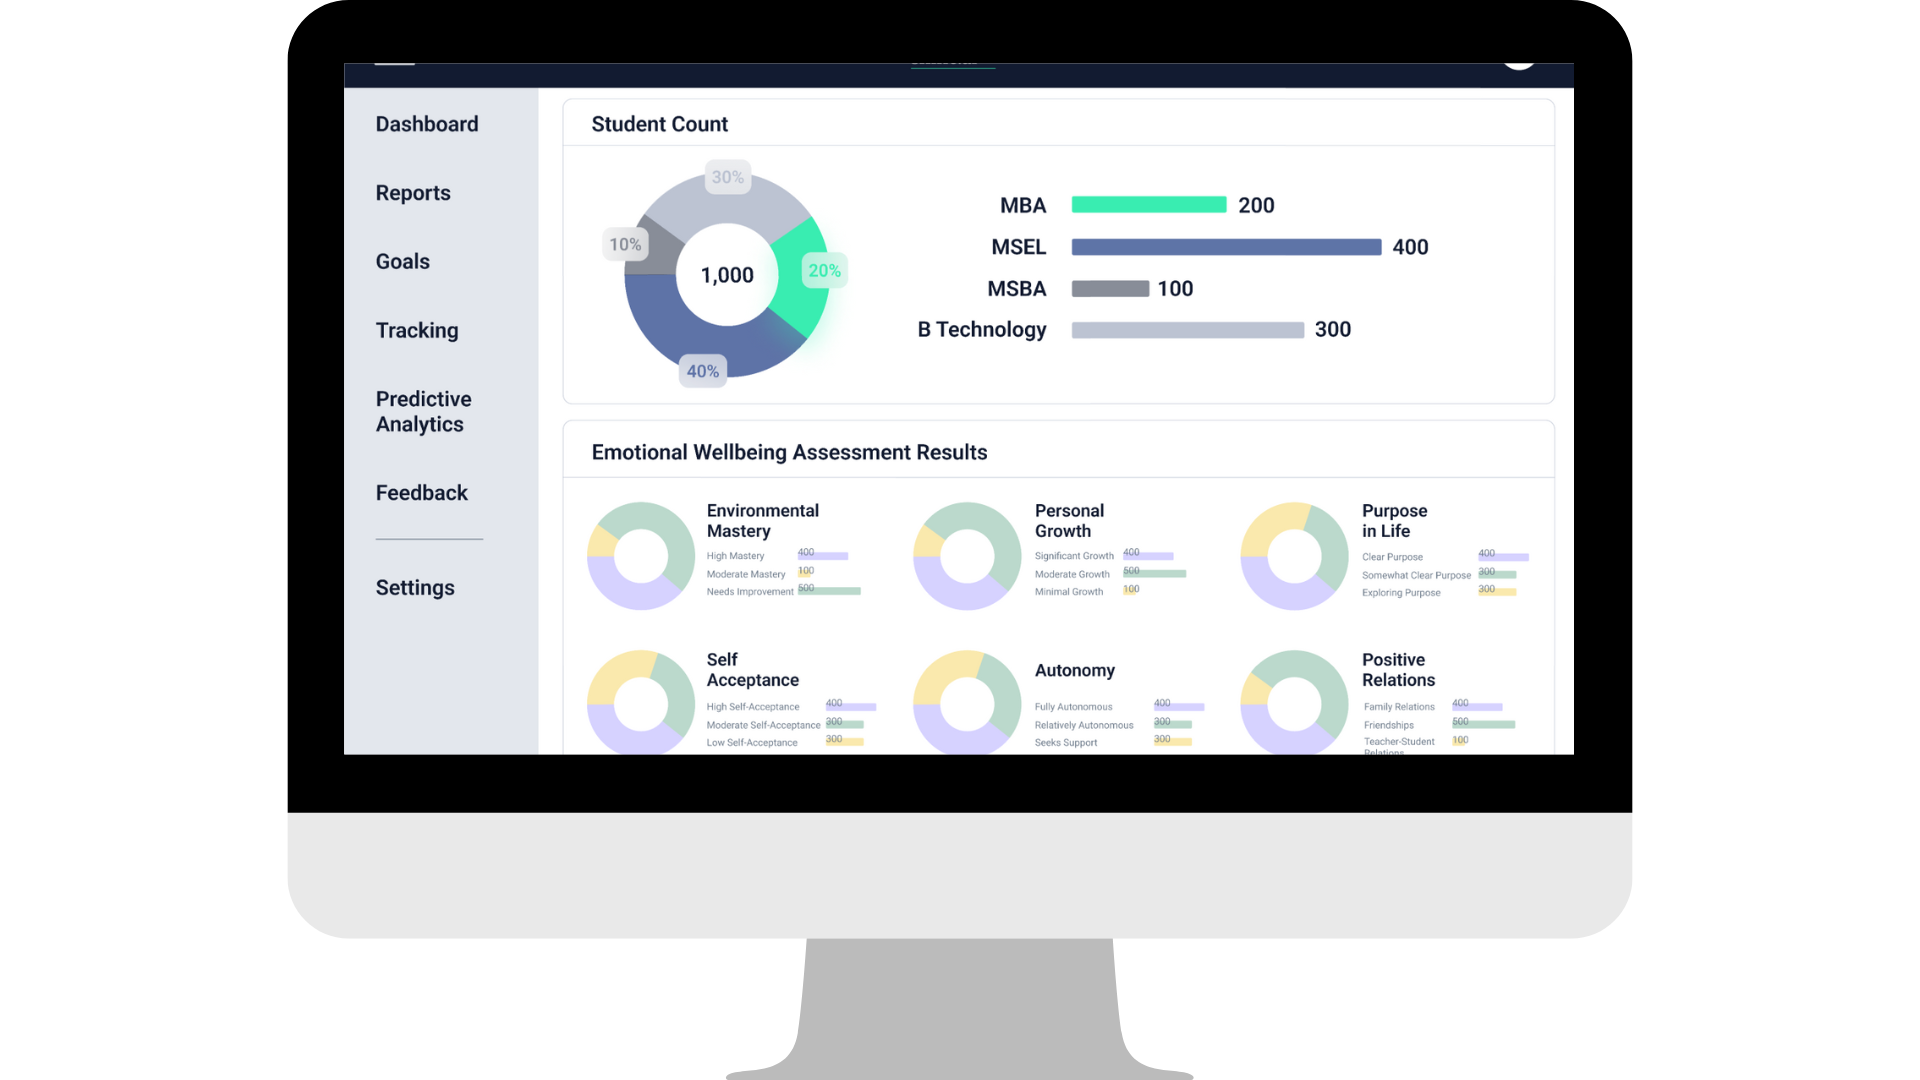 Dashboard
Reports
Goals
Tracking
Predictive
Analytics
Feedback
Settings
Student Count
30%
10%
20%
1,000
40%
MBA 200
MSEL 400
MSBA 100
B Technology 300
Emotional Wellbeing Assessment Results
Environmental
Mastery
High Mastery 400
Moderate Mastery 100
Needs Improvement 500
Personal
Growth
Significant Growth 400
Moderate Growth 500
Minimal Growth 100
Purpose
in Life
Clear Purpose 400
Somewhat Clear Purpose 300
Exploring Purpose 300
Self
Acceptance
High Self-Acceptance 400
Moderate Self-Acceptance 300
Low Self-Acceptance 300
Autonomy
Fully Autonomous 400
Relatively Autonomous 300
Seeks Support 300
Positive
Relations
Family Relations 400
Friendships 500
Teacher-Student 100
Relations